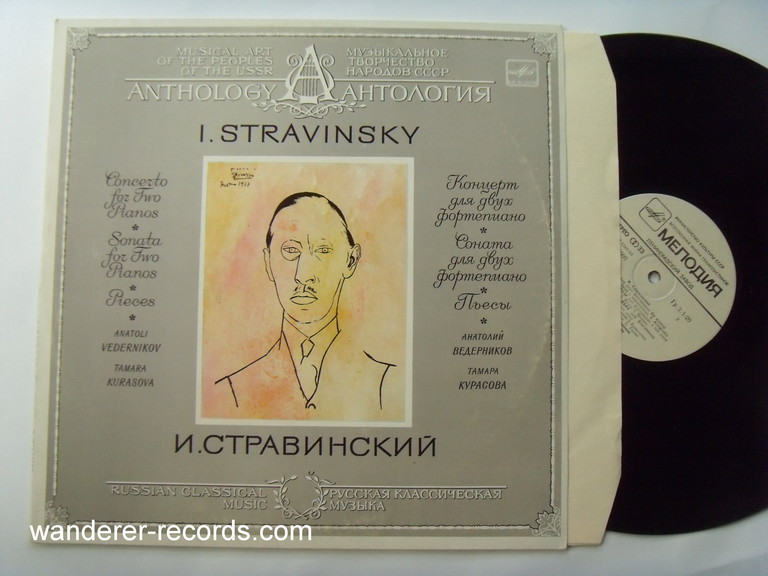 MUSICAL ART
OF THE PEOPLES
OF THE USSR
МУЗЫКАЛЬНОЕ
ТВОРЧЕСТВО
НАРОДОВ СССР
ANTHOLOGY
АНТОЛОГИЯ
I. STRAVINSKY
Concerto
for Two
Pianos
*
Sonata
for Two
Pianos
*
Pieces
*
ANATOLI
VEDERNIKOV
TAMARA
KURASOVA
Концерт
для двух
фортепиано
*
Соната
для двух
фортепиано
*
Пьесы
*
АНАТОЛИЙ
ВЕДЕРНИКОВ
ТАМАРА
КУРАСОВА
И.СТРАВИНСКИЙ
RUSSIAN CLASSICAL
MUSIC
РУССКАЯ КЛАССИЧЕСКАЯ
МУЗЫКА
МЕЛОДИЯ
wanderer-records.com